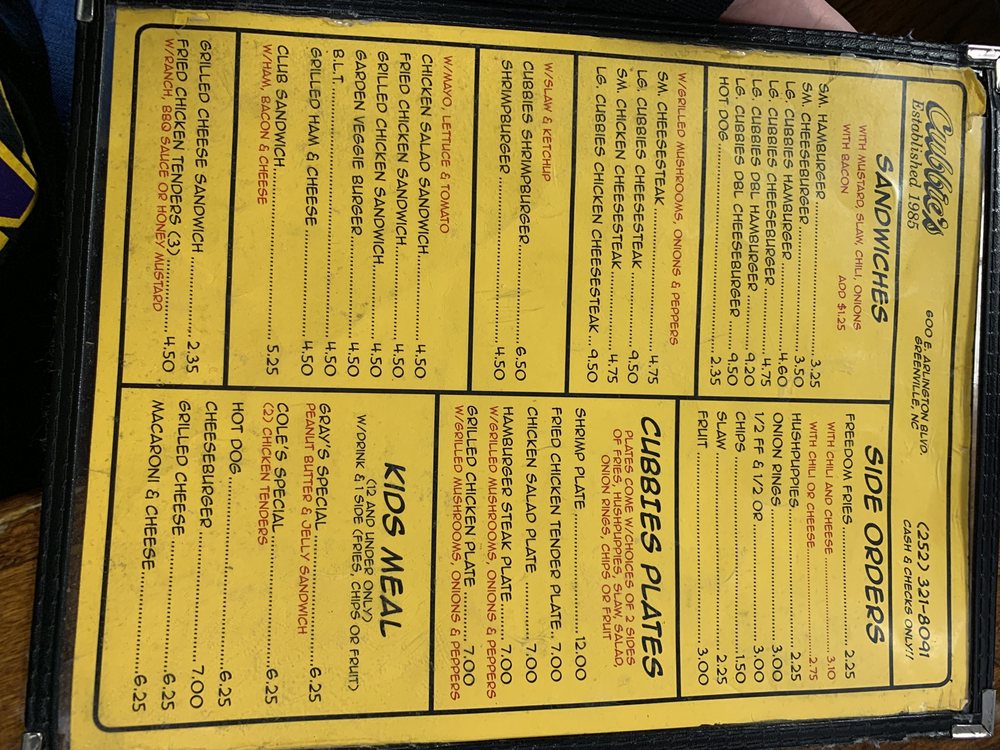 Cubbie's
Established 1985
600 E. ARLINGTON BLVD.
GREENVILLE, NC
(252) 321-8091
CASH & CHECKS ONLY!!
SANDWICHES
WITH MUSTARD, SLAW, CHILI, ONIONS
WITH BACON ADD $1.25
SM. HAMBURGER 3.25
SM. CHEESEBURGER 3.50
LG. CUBBIES HAMBURGER 4.60
LG. CUBBIES CHEESEBURGER 4.75
LG. CUBBIES DBL HAMBURGER 9.20
LG. CUBBIES DBL CHEESEBURGER 9.50
HOT DOG 2.35
W/GRILLED MUSHROOMS, ONIONS & PEPPERS
SM. CHEESESTEAK 4.75
LG. CUBBIES CHEESESTEAK 9.50
SM. CHICKEN CHEESESTEAK 4.75
LG. CUBBIES CHICKEN CHEESESTEAK 9.50
W/SLAW & KETCHUP
CUBBIES SHRIMPBURGER 6.50
SHRIMPBURGER 4.50
W/MAYO, LETTUCE & TOMATO
CHICKEN SALAD SANDWICH 4.50
FRIED CHICKEN SANDWICH 4.50
GRILLED CHICKEN SANDWICH 4.50
GARDEN VEGGIE BURGER 4.50
B.L.T. 4.50
GRILLED HAM & CHEESE 4.50
CLUB SANDWICH 5.25
W/HAM, BACON & CHEESE
GRILLED CHEESE SANDWICH 2.35
FRIED CHICKEN TENDERS (3) 4.50
W/RANCH, BBQ SAUCE OR HONEY MUSTARD
SIDE ORDERS
FREEDOM FRIES 2.25
WITH CHILI AND CHEESE 3.10
WITH CHILI OR CHEESE 2.75
HUSHPUPPIES 2.25
ONION RINGS 3.00
1/2 FF & 1/2 OR 3.00
CHIPS 1.50
SLAW 2.25
FRUIT 3.00
CUBBIES PLATES
PLATES COME W/CHOICES OF 2 SIDES
OF FRIES, HUSHPUPPIES, SLAW, SALAD,
ONION RINGS, CHIPS OR FRUIT
SHRIMP PLATE 12.00
FRIED CHICKEN TENDER PLATE 7.00
CHICKEN SALAD PLATE 7.00
HAMBURGER STEAK PLATE 7.00
W/GRILLED MUSHROOMS, ONIONS & PEPPERS
GRILLED CHICKEN PLATE 7.00
W/GRILLED MUSHROOMS, ONIONS & PEPPERS
KIDS MEAL
(12 AND UNDER ONLY)
W/DRINK & 1 SIDE (FRIES, CHIPS OR FRUIT)
GRAY'S SPECIAL 6.25
PEANUT BUTTER & JELLY SANDWICH
COLE'S SPECIAL 6.25
(2) CHICKEN TENDERS
HOT DOG 6.25
CHEESEBURGER 7.00
GRILLED CHEESE 6.25
MACARONI & CHEESE 6.25